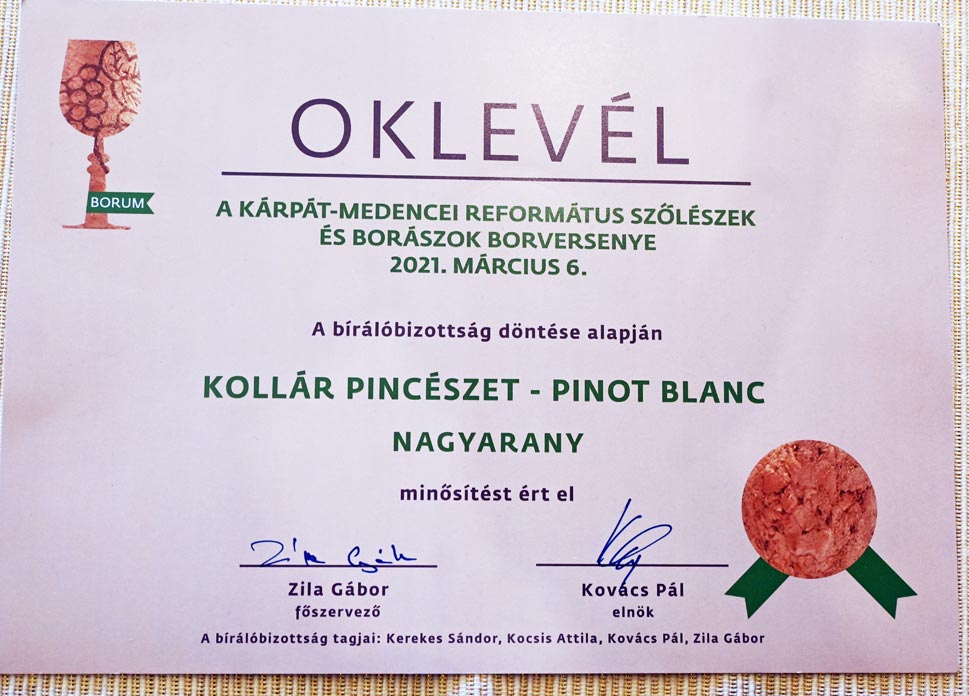 OKLEVÉL
BORUM
A KÁRPÁT-MEDENCEI REFORMÁTUS SZŐLÉSZEK
ÉS BORÁSZOK BORVERSENYE
2021. MÁRCIUS 6.
A bírálóbizottság döntése alapján
KOLLÁR PINCÉSZET - PINOT BLANC
NAGYARANY
minősítést ért el
Zila Gábor
főszervező
Kovács Pál
elnök
A bírálóbizottság tagjai: Kerekes Sándor, Kocsis Attila, Kovács Pál, Zila Gábor